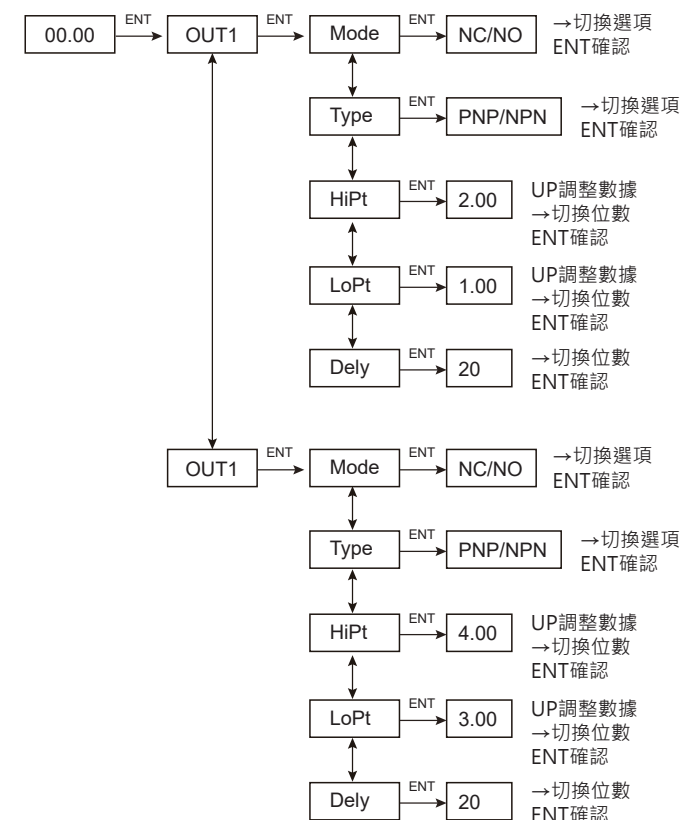 00.00
ENT
OUT1
ENT
Mode
ENT
NC/NO
→切換選項
ENT確認
Type
ENT
PNP/NPN
→切換選項
ENT確認
HiPt
ENT
2.00
UP調整數據
→切換位數
ENT確認
LoPt
ENT
1.00
UP調整數據
→切換位數
ENT確認
Dely
ENT
20
→切換位數
ENT確認
OUT1
ENT
Mode
ENT
NC/NO
→切換選項
ENT確認
Type
ENT
PNP/NPN
→切換選項
ENT確認
HiPt
ENT
4.00
UP調整數據
→切換位數
ENT確認
LoPt
ENT
3.00
UP調整數據
→切換位數
ENT確認
Dely
ENT
20
→切換位數
ENT確認